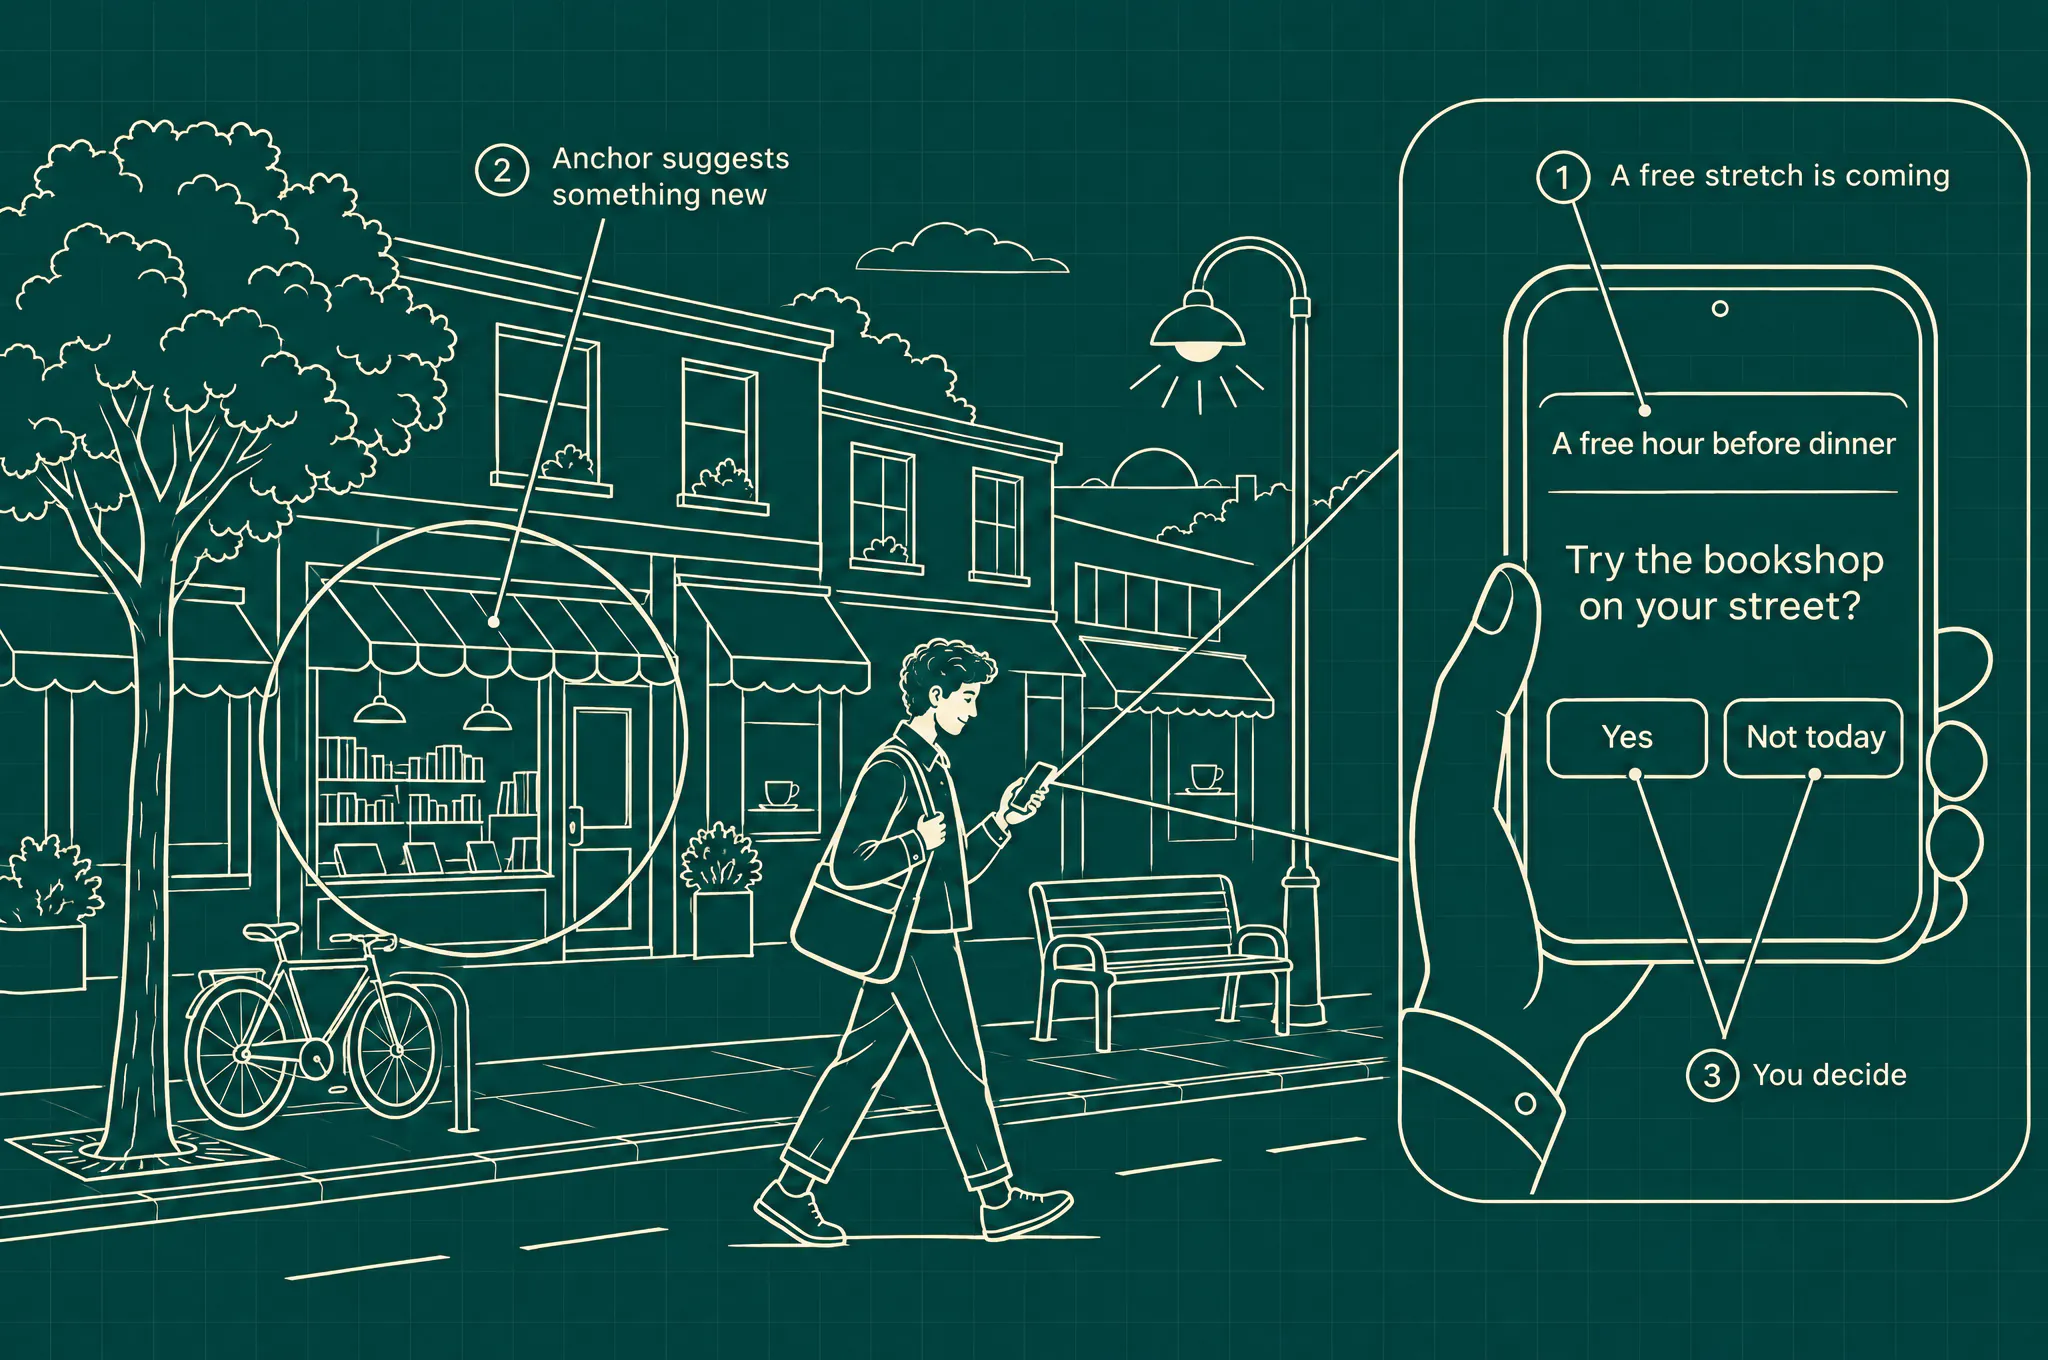 2
Anchor suggests
something new
1
A free stretch is coming
A free hour before dinner
Try the bookshop
on your street?
Yes
Not today
3
You decide